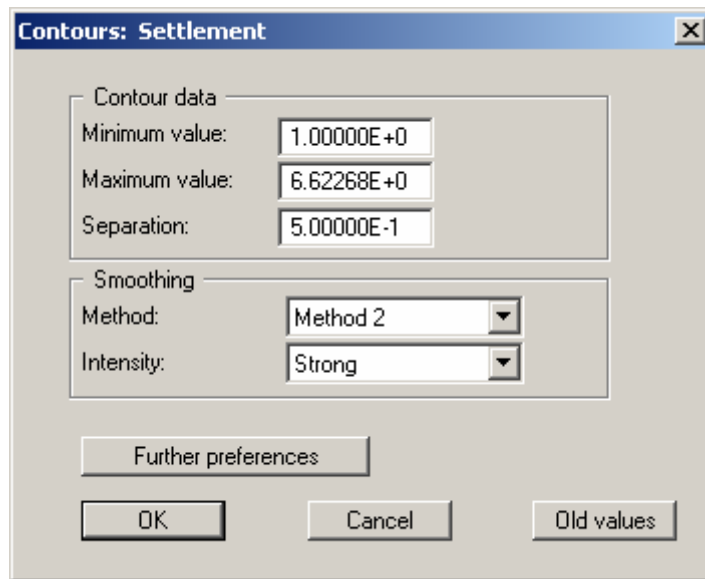 Contours: Settlement
Contour data
Minimum value: 1.00000E+0
Maximum value: 6.62268E+0
Separation: 5.00000E-1
Smoothing
Method: Method 2
Intensity: Strong
Further preferences
OK Cancel Old values